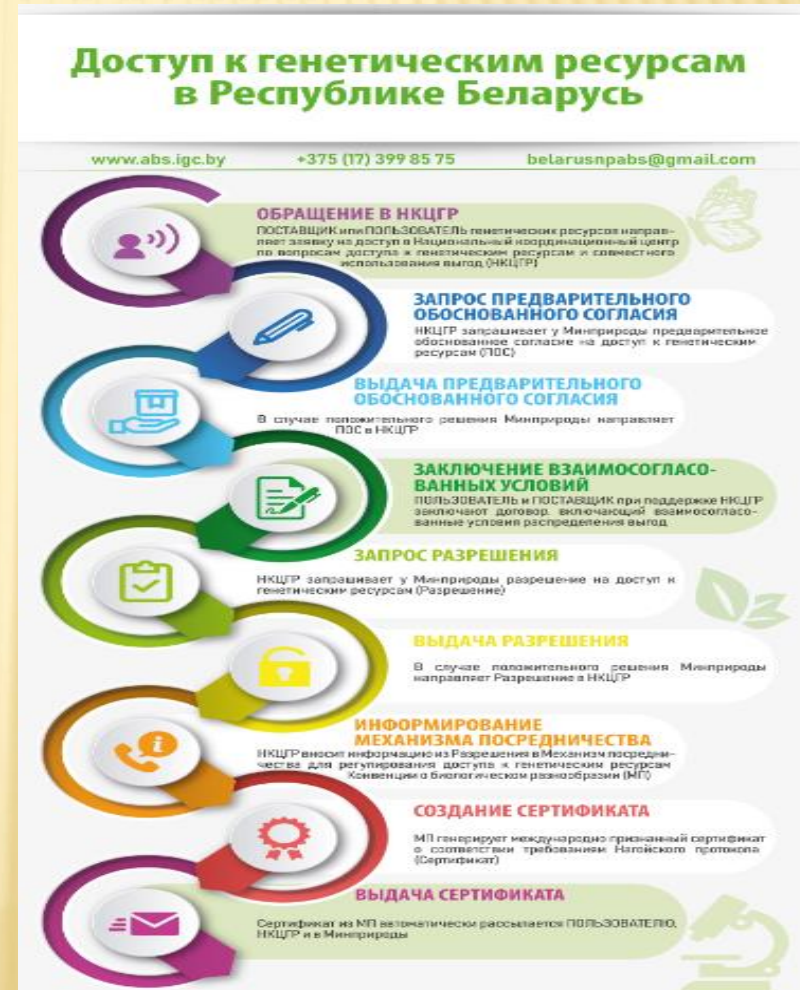 Доступ к генетическим ресурсам
в Республике Беларусь
www.abs.igc.by +375 (17) 399 85 75 belarusnpabs@gmail.com
ОБРАЩЕНИЕ В НКЦГР
ПОСТАВЩИК или ПОЛЬЗОВАТЕЛЬ генетических ресурсов направ-
ляет заявку на доступ в Национальный координационный центр
по вопросам доступа к генетическим ресурсам и совместного
использования выгод (НКЦГР)
ЗАПРОС ПРЕДВАРИТЕЛЬНОГО
ОБОСНОВАННОГО СОГЛАСИЯ
НКЦГР запрашивает у Минприроды предварительное
обоснованное согласие на доступ к генетическим
ресурсам (ПОС)
ВЫДАЧА ПРЕДВАРИТЕЛЬНОГО
ОБОСНОВАННОГО СОГЛАСИЯ
В случае положительного решения Минприроды направляет
ПОС в НКЦГР
ЗАКЛЮЧЕНИЕ ВЗАИМОСОГЛАСО-
ВАННЫХ УСЛОВИЙ
ПОЛЬЗОВАТЕЛЬ и ПОСТАВЩИК при поддержке НКЦГР
заключают договор, включающий взаимосогласо-
ванные условия распределения выгод
ЗАПРОС РАЗРЕШЕНИЯ
НКЦГР запрашивает у Минприроды разрешение на доступ к
генетическим ресурсам (Разрешение)
ВЫДАЧА РАЗРЕШЕНИЯ
В случае положительного решения Минприроды
направляет Разрешение в НКЦГР
ИНФОРМИРОВАНИЕ
МЕХАНИЗМА ПОСРЕДНИЧЕСТВА
НКЦГР вносит информацию из Разрешения в Механизм посредни-
чества для регулирования доступа к генетическим ресурсам
Конвенции о биологическом разнообразии (МП)
СОЗДАНИЕ СЕРТИФИКАТА
МП генерирует международно признанный сертификат
о соответствии требованиям Нагойского протокола
(Сертификат)
ВЫДАЧА СЕРТИФИКАТА
Сертификат из МП автоматически рассылается ПОЛЬЗОВАТЕЛЮ,
НКЦГР и в Минприроды